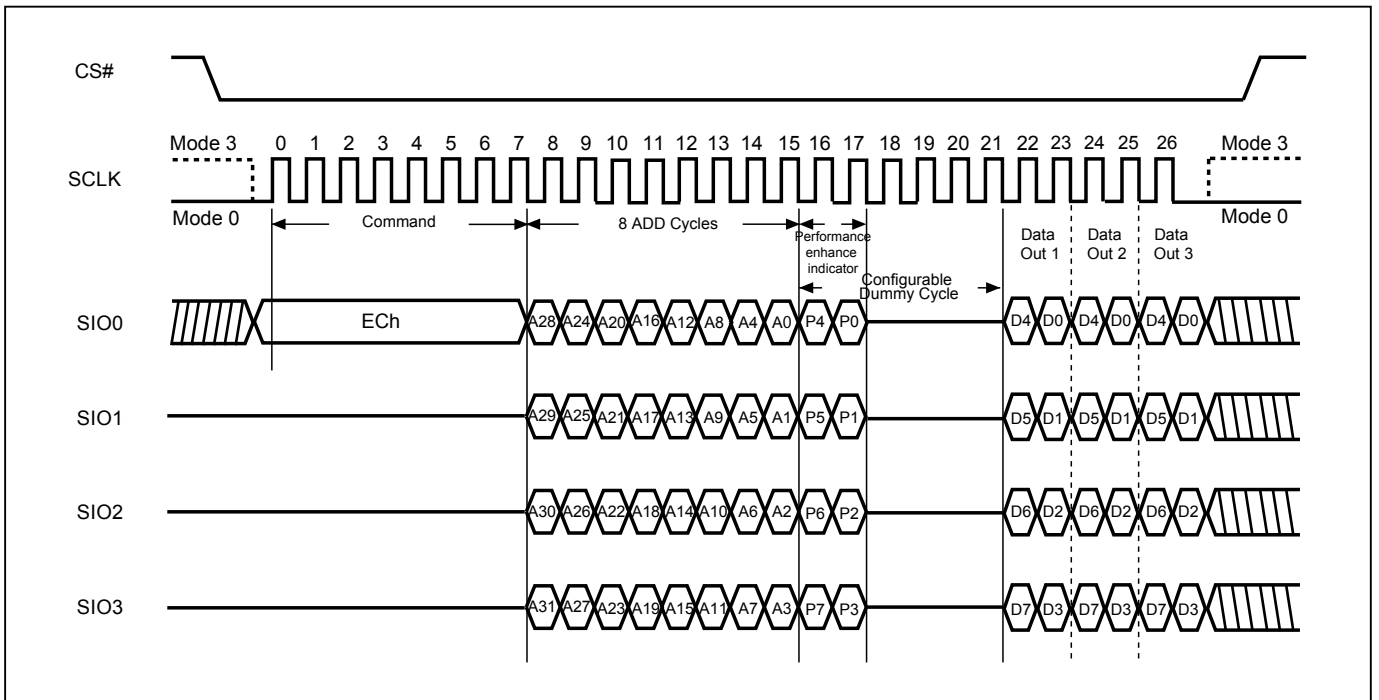 CS#
Mode 3 0 1 2 3 4 5 6 7 8 9 10 11 12 13 14 15 16 17 18 19 20 21 22 23 24 25 26 Mode 3
SCLK
Mode 0 Mode 0
Command 8 ADD Cycles
Performance
enhance
indicator
Data Out 1
Data Out 2
Data Out 3
Configurable
Dummy Cycle
SIO0 ECh A28 A24 A20 A16 A12 A8 A4 A0 P4 P0 D4 D0 D4 D0 D4 D0
SIO1 A29 A25 A21 A17 A13 A9 A5 A1 P5 P1 D5 D1 D5 D1 D5 D1
SIO2 A30 A26 A22 A18 A14 A10 A6 A2 P6 P2 D6 D2 D6 D2 D6 D2
SIO3 A31 A27 A23 A19 A15 A11 A7 A3 P7 P3 D7 D3 D7 D3 D7 D3